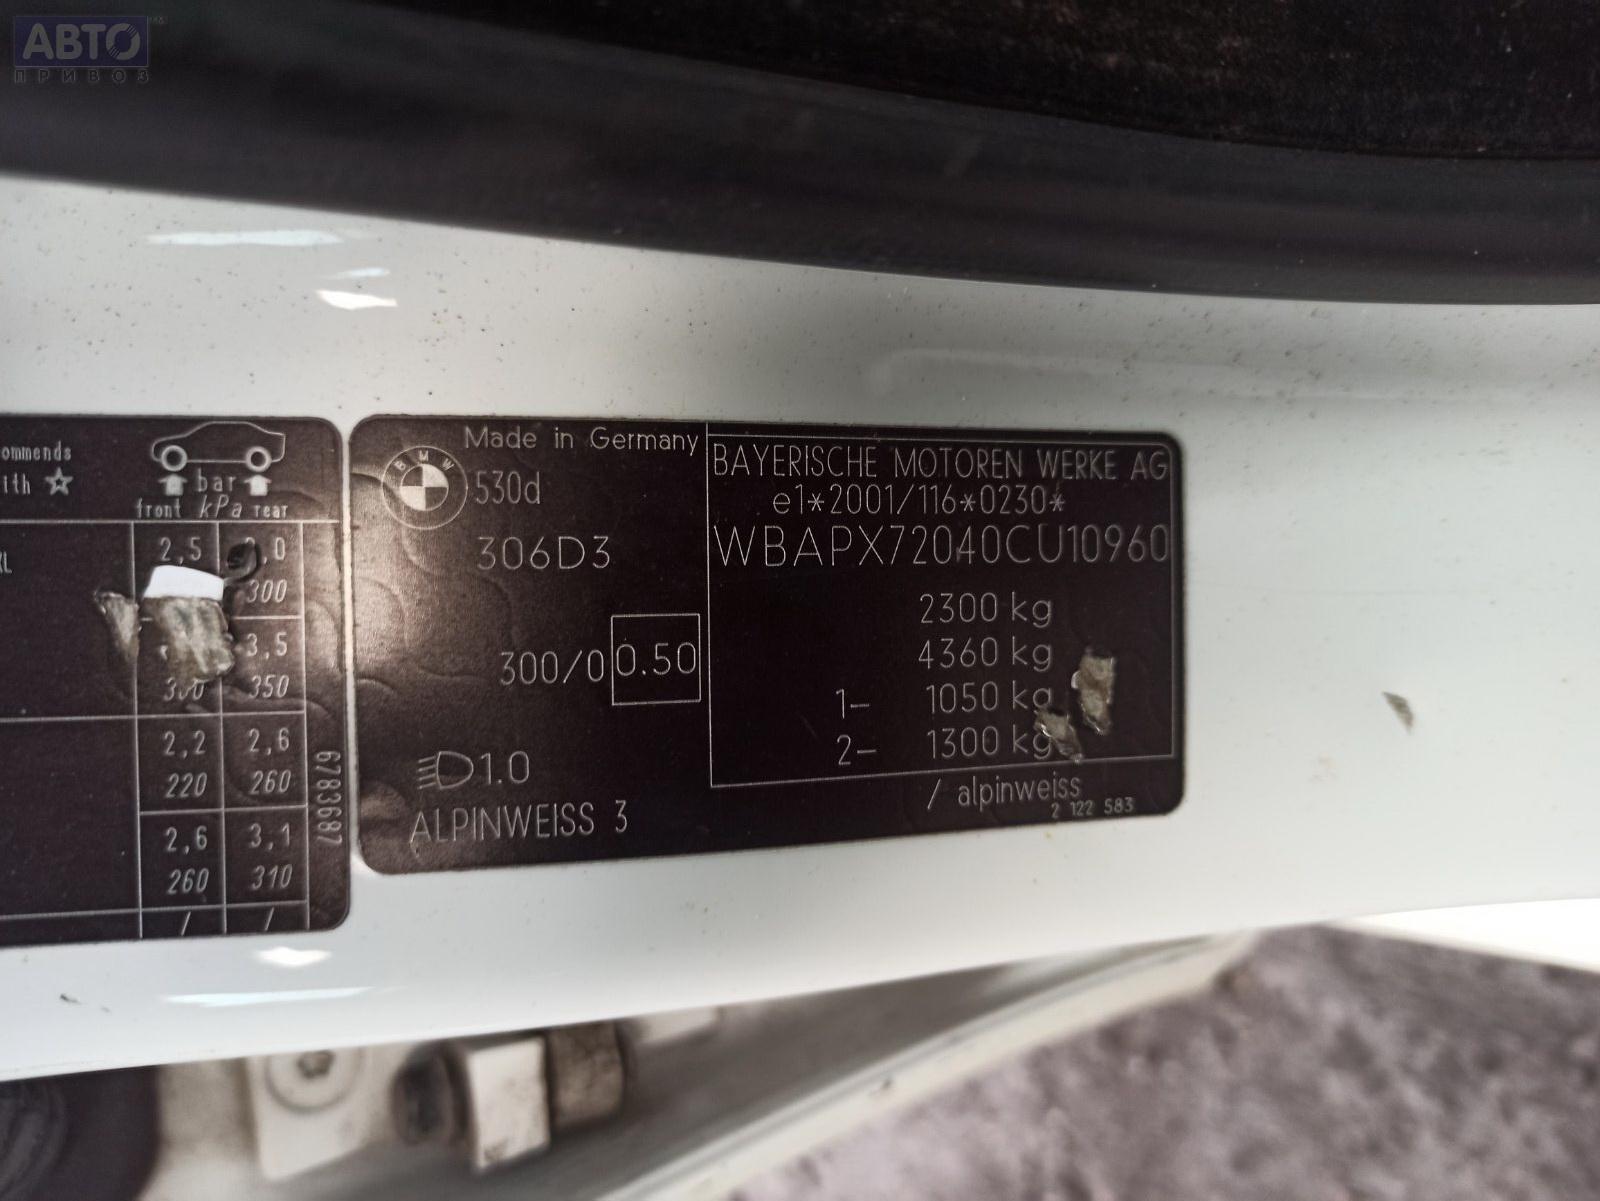 АВТО
ПРИВОЗ
ommends
ith
bar
front kPa rear
XL
2,5
300
3,5
350
2,2 2,6
220 260
2,6 3,1
260 310
/ /
6783687
Made in Germany
BMW
530d
306D3
300/0 0.50
1.0
ALPINWEISS 3
BAYERISCHE MOTOREN WERKE AG
e1*2001/116*0230*
WBAPX72040CU10960
2300 kg
4360 kg
1- 1050 kg
2- 1300 kg
/ alpinweiss
2 122 583